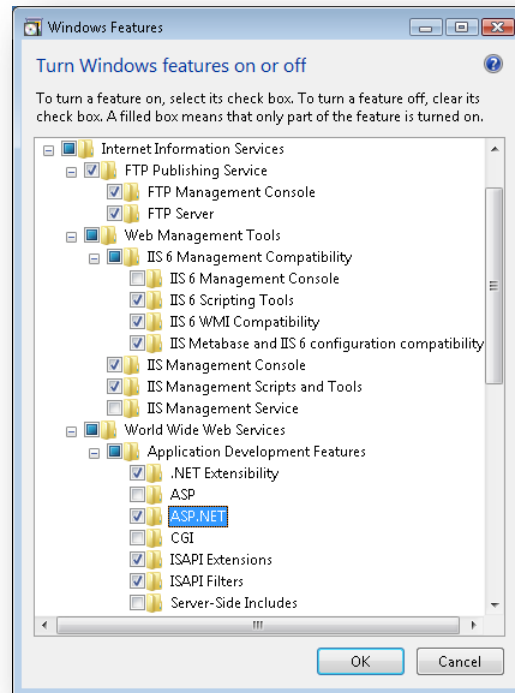 Windows Features
Turn Windows features on or off
To turn a feature on, select its check box. To turn a feature off, clear its
check box. A filled box means that only part of the feature is turned on.
Internet Information Services
FTP Publishing Service
FTP Management Console
FTP Server
Web Management Tools
IIS 6 Management Compatibility
IIS 6 Management Console
IIS 6 Scripting Tools
IIS 6 WMI Compatibility
IIS Metabase and IIS 6 configuration compatibility
IIS Management Console
IIS Management Scripts and Tools
IIS Management Service
World Wide Web Services
Application Development Features
.NET Extensibility
ASP
ASP.NET
CGI
ISAPI Extensions
ISAPI Filters
Server-Side Includes
OK
Cancel